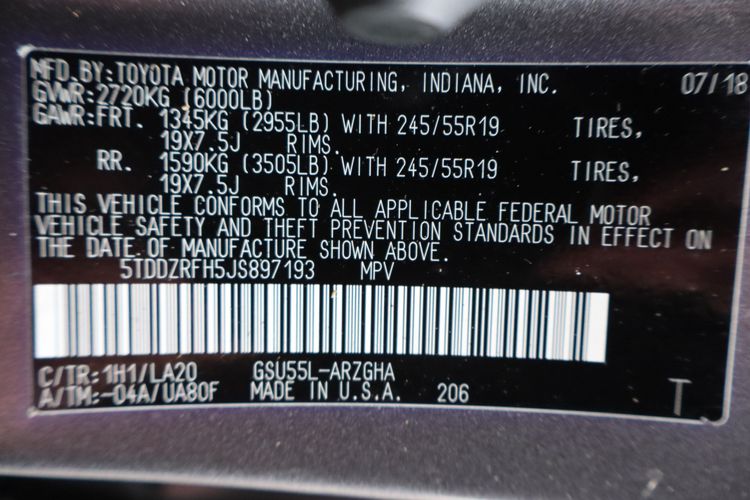 MFD.BY:TOYOTA MOTOR MANUFACTURING, INDIANA, INC. 07/18
GVWR:2720KG (6000LB)
GAWR:FRT. 1345KG (2955LB) WITH 245/55R19 TIRES,
19X7.5J RIMS.
RR. 1590KG (3505LB) WITH 245/55R19 TIRES,
19X7.5J RIMS.
THIS VEHICLE CONFORMS TO ALL APPLICABLE FEDERAL MOTOR
VEHICLE SAFETY AND THEFT PREVENTION STANDARDS IN EFFECT ON
THE DATE OF MANUFACTURE SHOWN ABOVE.
5TDDZRFH5JS897193 MPV
C/TR:1H1/LA20 GSU55L-ARZGHA
A/TM:-04A/UA80F MADE IN U.S.A. 206 T